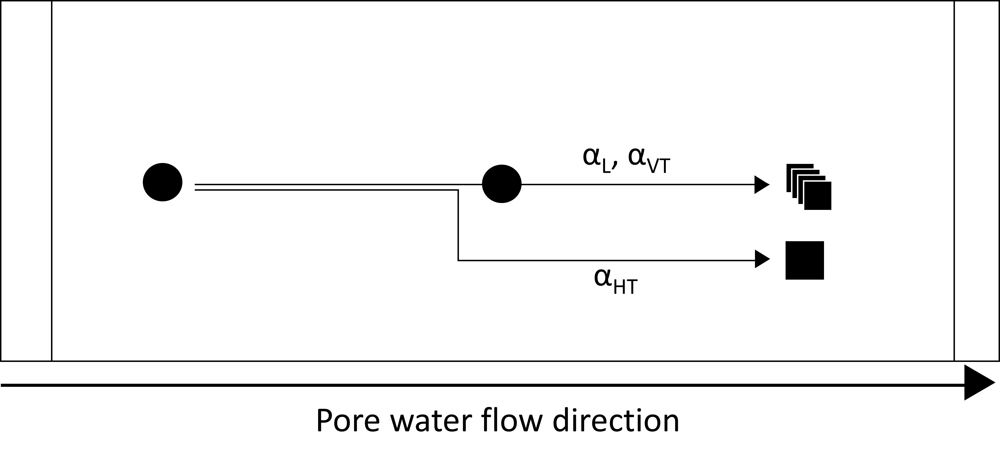 αL, αVT
αHT
Pore water flow direction